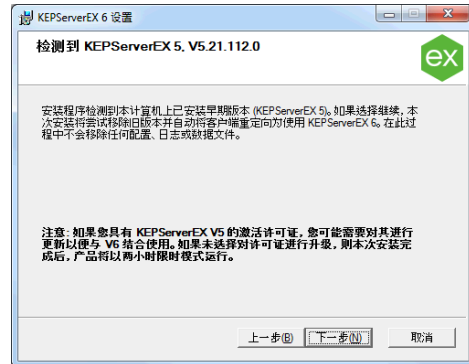 KEPServerEX 6 设置
检测到 KEPServerEX 5, V5.21.112.0
ex
安装程序检测到本计算机上已安装早期版本 (KEPServerEX 5)。如果选择继续，本
次安装将尝试移除旧版本并自动将客户端重定向为使用 KEPServerEX 6。在此过
程中不会移除任何配置、日志或数据文件。
注意: 如果您具有 KEPServerEX V5 的激活许可证，您可能需要对其进行
更新以便与 V6 结合使用。如果未选择对许可证进行升级，则本次安装完
成后，产品将以两小时限时模式运行。
上一步(B) 下一步(N) 取消